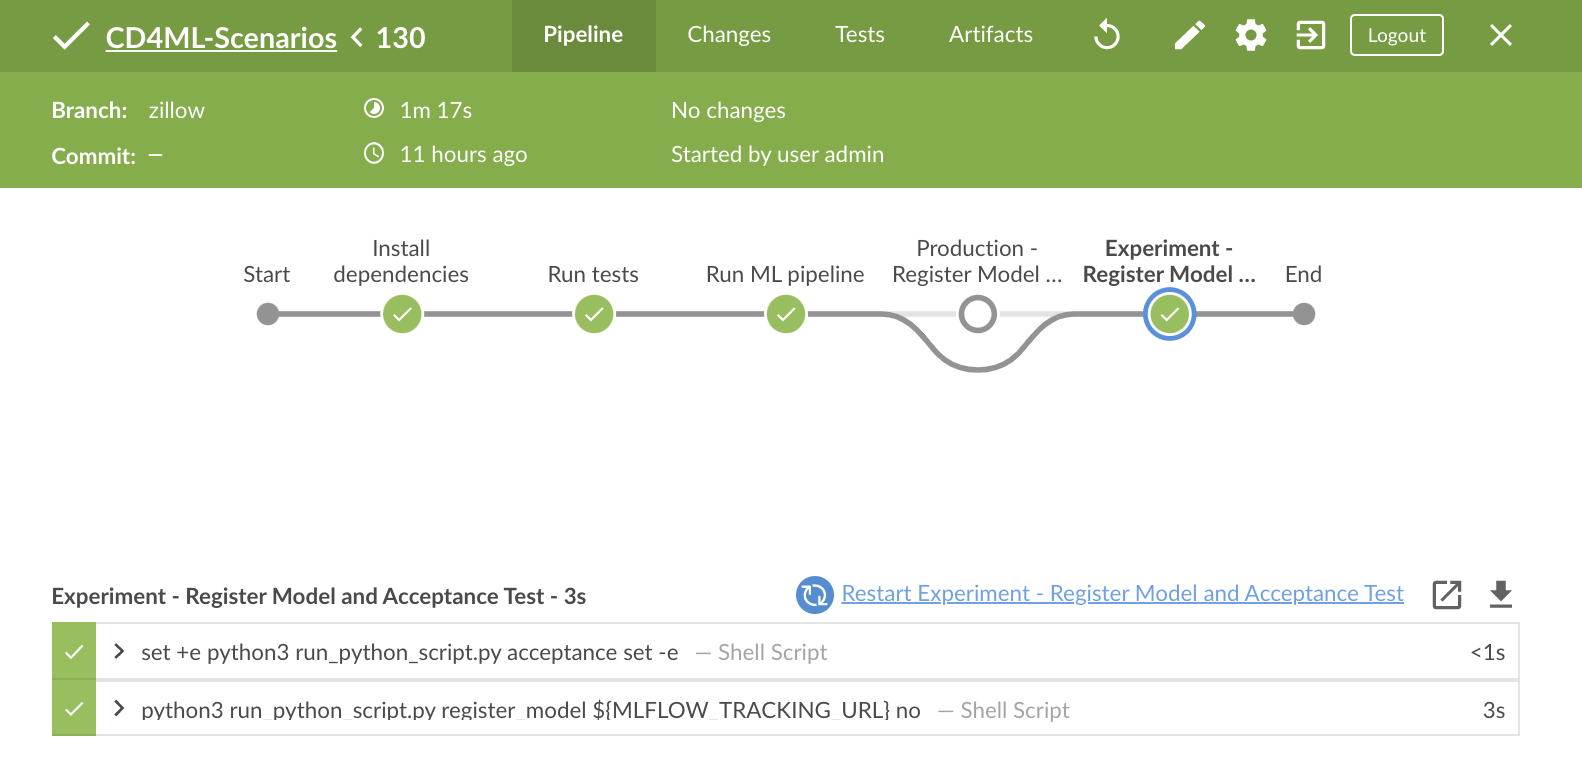 CD4ML-Scenarios < 130
Pipeline
Changes
Tests
Artifacts
Logout
Branch: zillow
1m 17s
No changes
Commit: –
11 hours ago
Started by user admin
Start
Install
dependencies
Run tests
Run ML pipeline
Production -
Register Model ...
Experiment -
Register Model ...
End
Experiment - Register Model and Acceptance Test - 3s
Restart Experiment - Register Model and Acceptance Test
set +e python3 run_python_script.py acceptance set -e — Shell Script
<1s
python3 run_python_script.py register_model ${MLFLOW_TRACKING_URL} no — Shell Script
3s